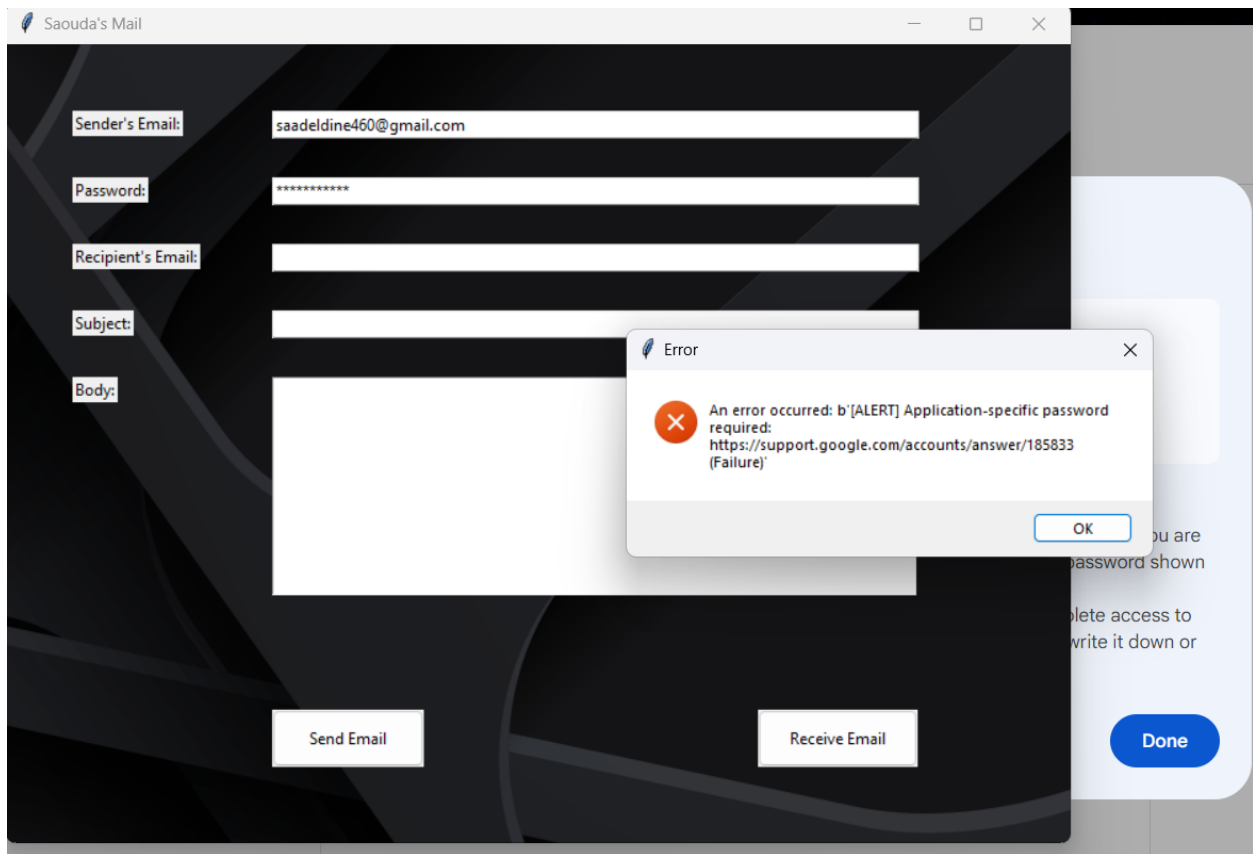 Saouda's Mail
Sender's Email:
saadeldine460@gmail.com
Password:
***********
Recipient's Email:
Subject:
Body:
Error
An error occurred: b'[ALERT] Application-specific password
required:
https://support.google.com/accounts/answer/185833
(Failure)'
OK
are
password shown
access to
write it down or
Send Email
Receive Email
Done